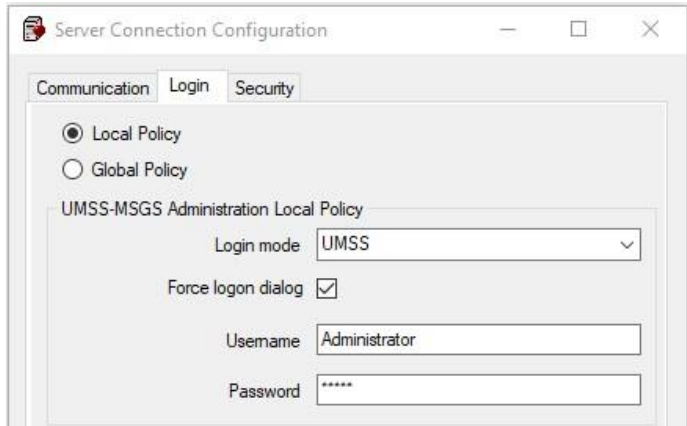 Server Connection Configuration
Communication Login Security
Local Policy
Global Policy
UMSS-MSGS Administration Local Policy
Login mode UMSS
Force logon dialog
Username Administrator
Password *****